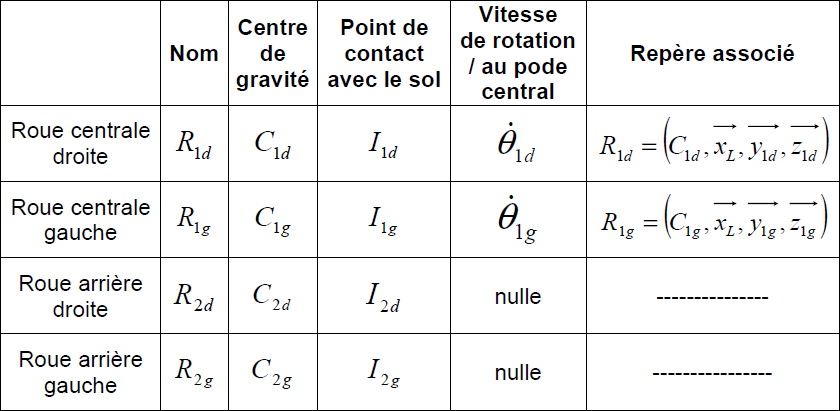 Nom
Centre de gravité
Point de contact avec le sol
Vitesse de rotation / au pode central
Repère associé
Roue centrale droite
R_{1d}
C_{1d}
I_{1d}
\dot{\theta}_{1d}
R_{1d} = (C_{1d}, \overrightarrow{x_L}, \overrightarrow{y_{1d}}, \overrightarrow{z_{1d}})
Roue centrale gauche
R_{1g}
C_{1g}
I_{1g}
\dot{\theta}_{1g}
R_{1g} = (C_{1g}, \overrightarrow{x_L}, \overrightarrow{y_{1g}}, \overrightarrow{z_{1g}})
Roue arrière droite
R_{2d}
C_{2d}
I_{2d}
nulle
---------------
Roue arrière gauche
R_{2g}
C_{2g}
I_{2g}
nulle
----------------